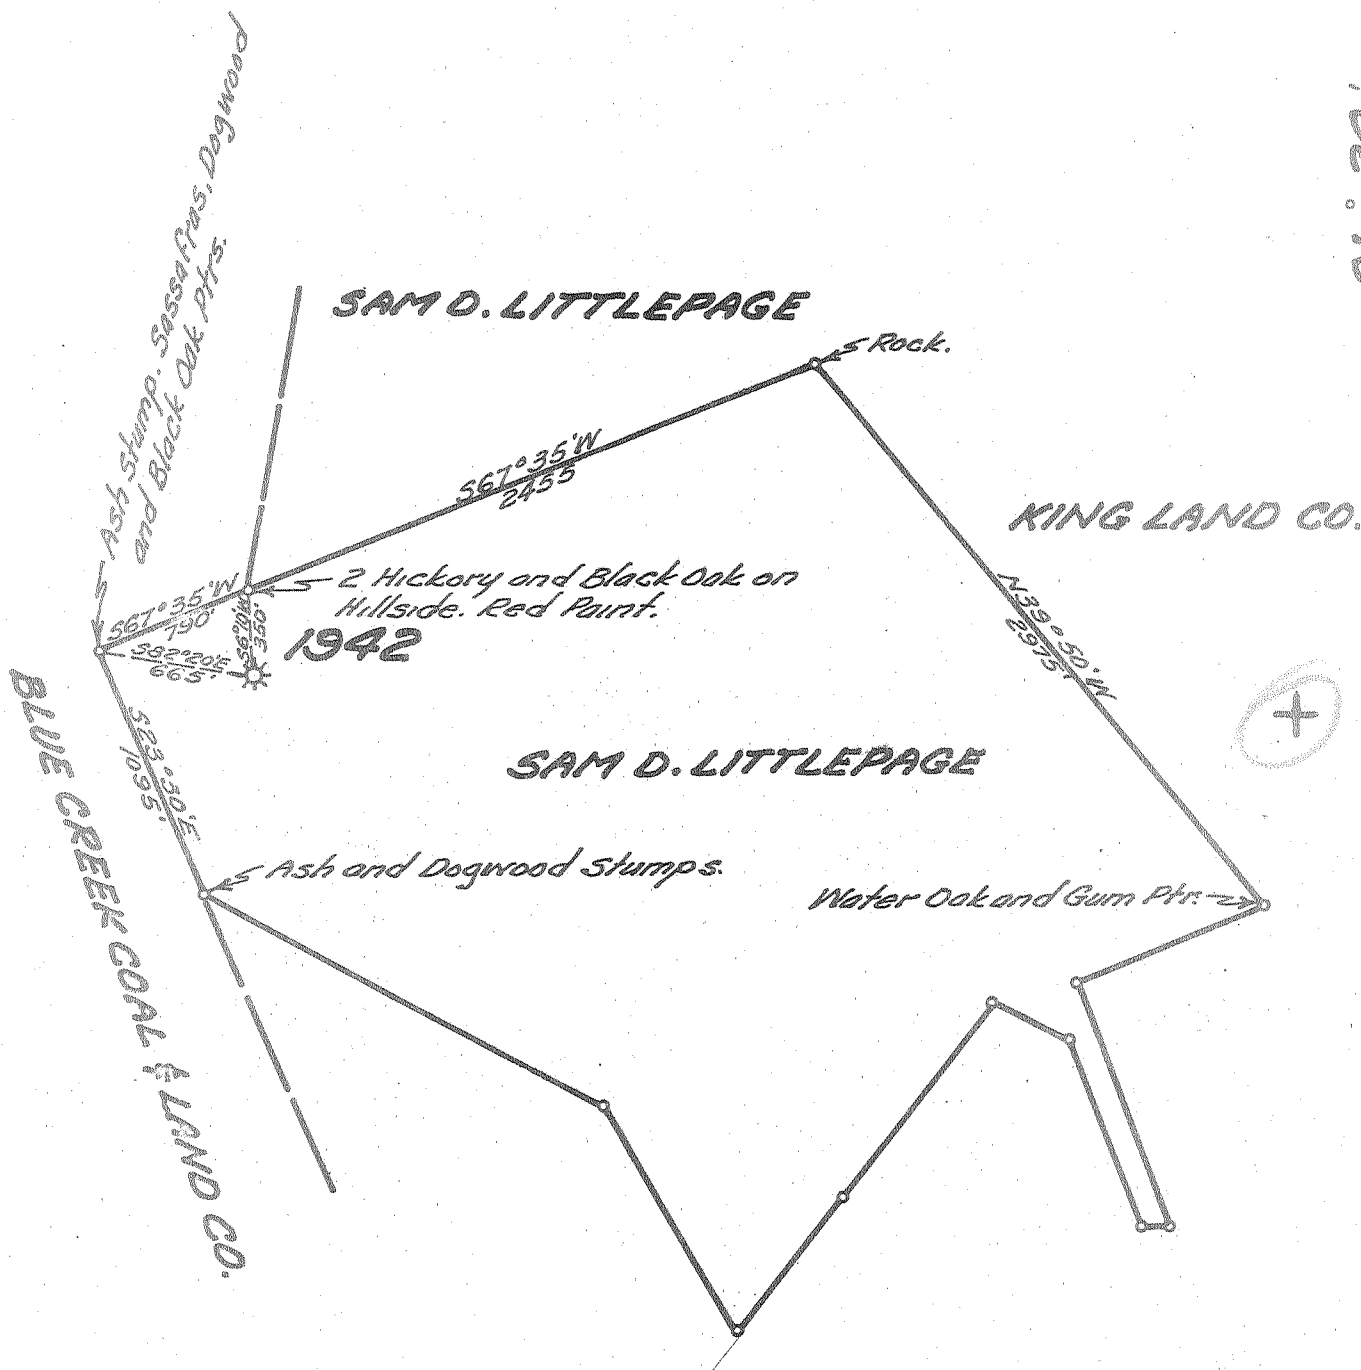 Ash Stump. Sassafras, Dogwood
and Black Oak Ptrs.
SAM D. LITTLEPAGE
Rock.
S67°35'W
2455
KING LAND CO.
2 Hickory and Black Oak on
Hillside. Red Paint.
S67°35'W
790'
S6°10'W
350'
1942
S82°20'E
665'
N39°50'W
2975'
BLUE CREEK COAL & LAND CO.
S23°30'E
1095'
SAM D. LITTLEPAGE
Ash and Dogwood Stumps.
Water Oak and Gum Ptr.
+